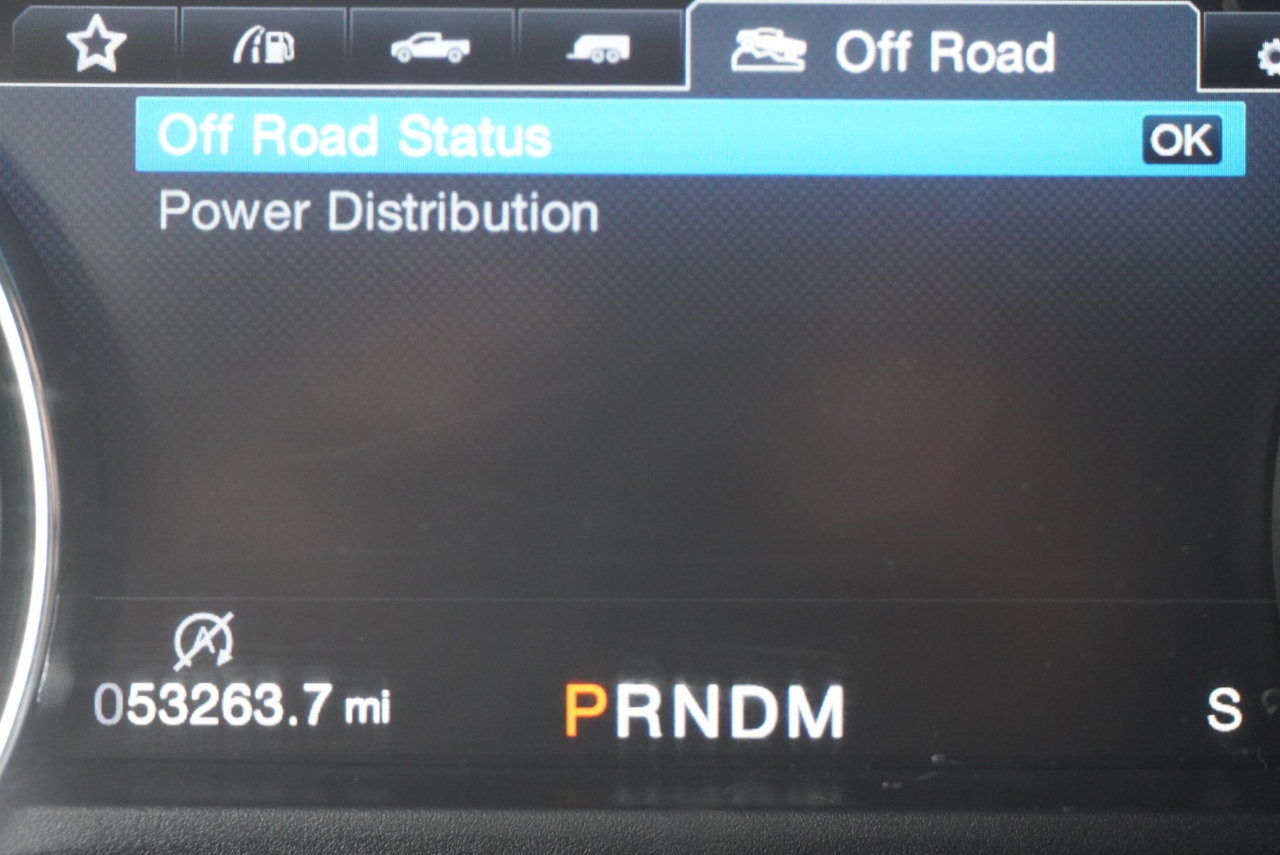 Off Road
Off Road Status OK
Power Distribution
053263.7 mi PRNDM S